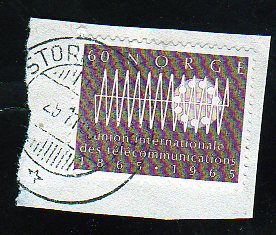 STOR
60 NORGE
union internationale
des télécommunications
1865 • 1965